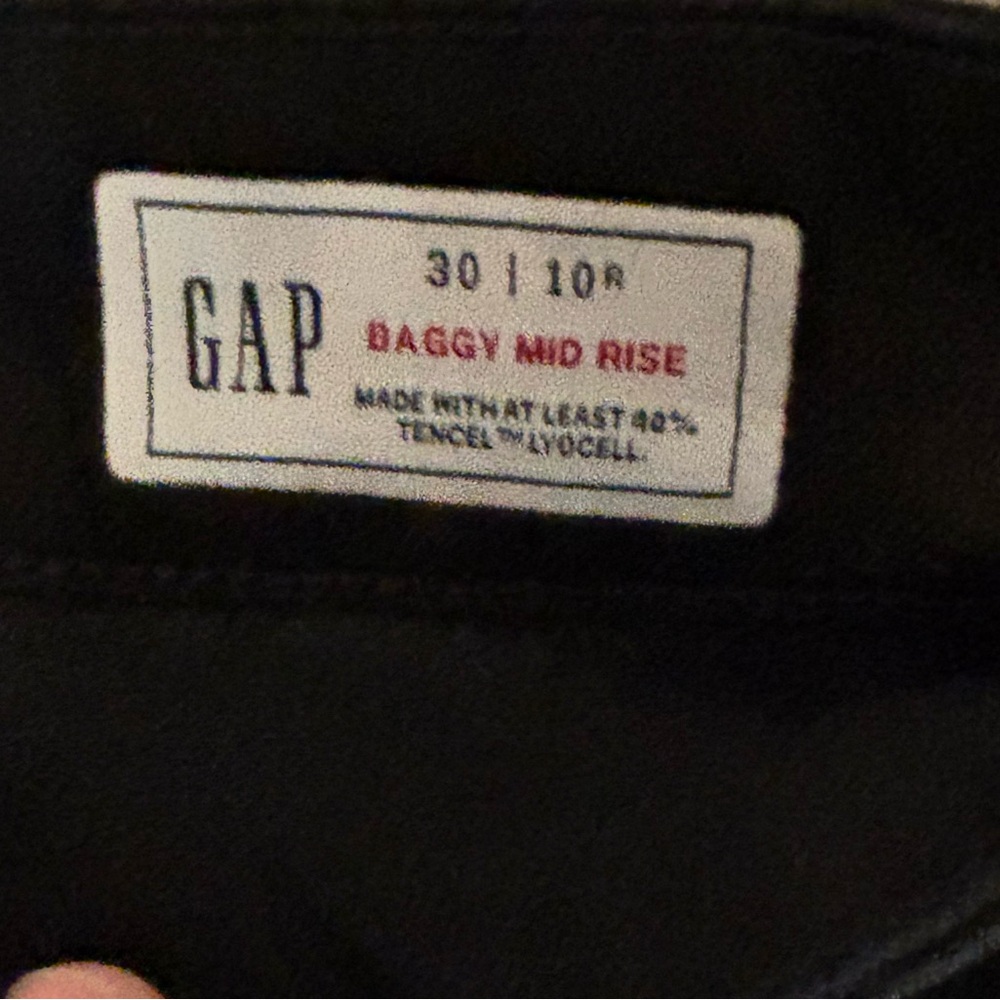 GAP
30 | 10R
BAGGY MID RISE
MADE WITH AT LEAST 40%
TENCEL™ LYOCELL.